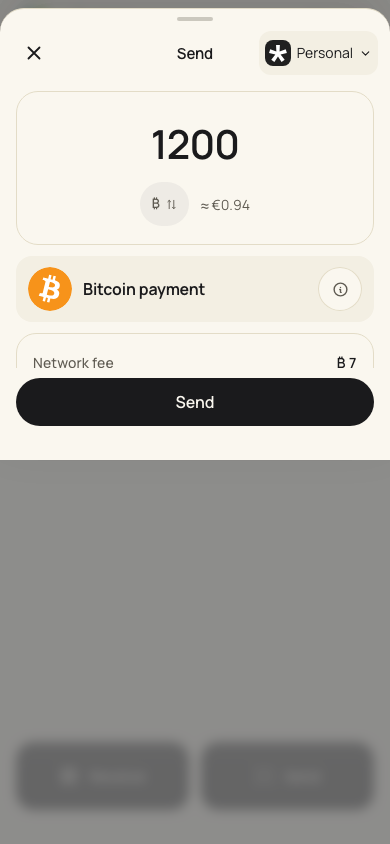 Send
Personal
1200
₿
≈ €0.94
Bitcoin payment
Network fee
₿ 7
Send